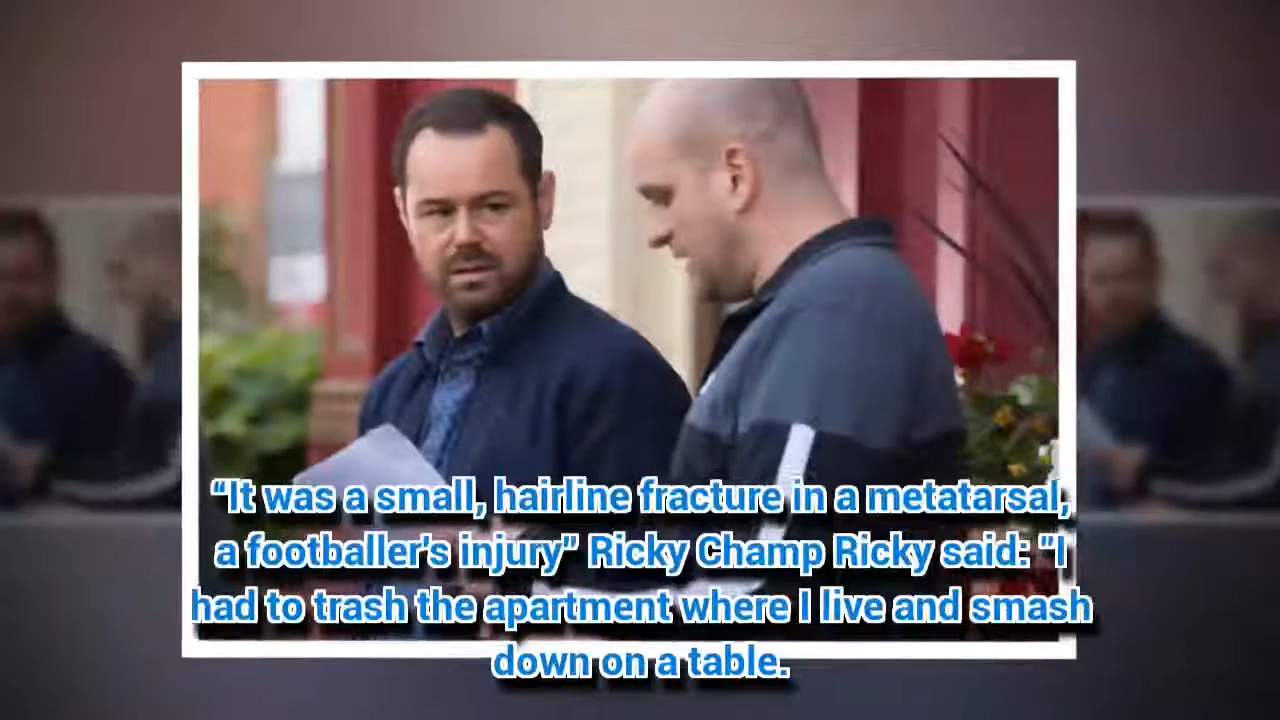 “It was a small, hairline fracture in a metatarsal,
a footballer's injury" Ricky Champ Ricky said: "I
had to trash the apartment where I live and smash
down on a table.